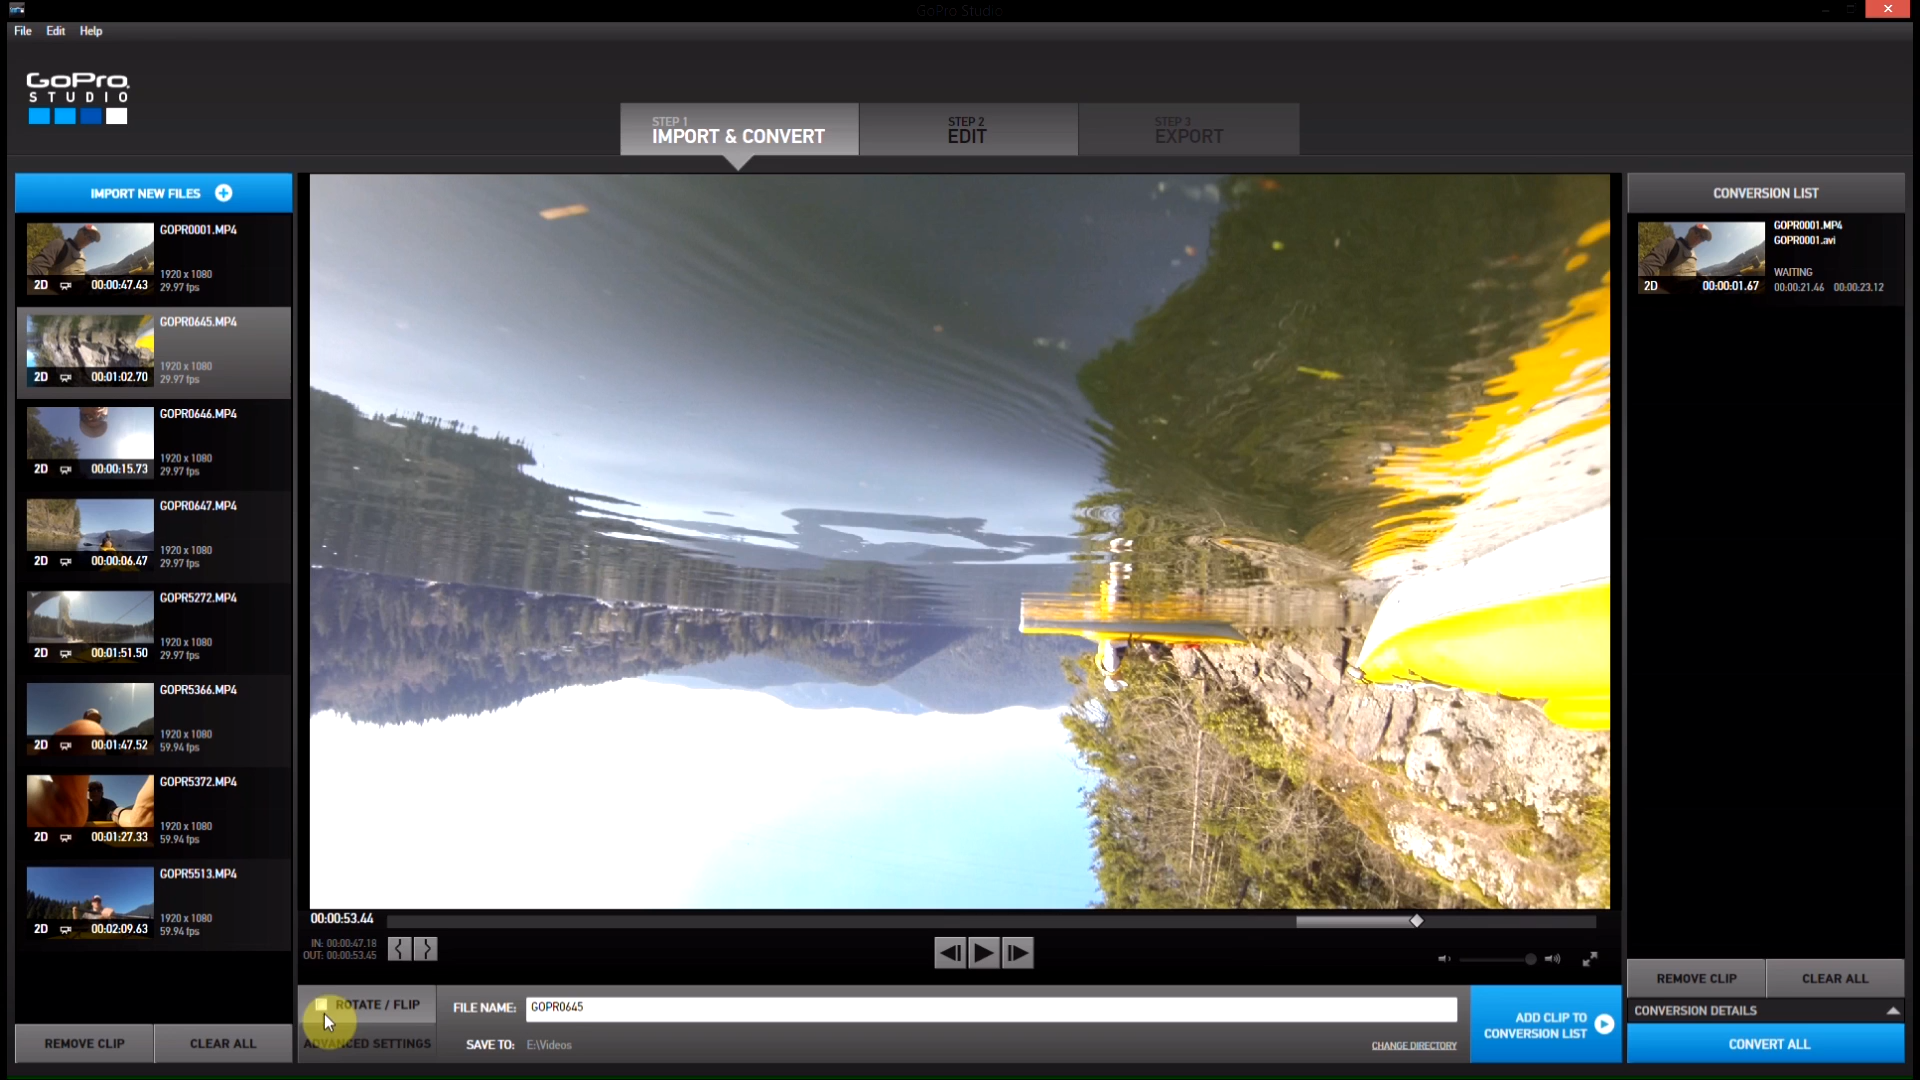 GoPro Studio
File Edit Help
GoPro
STUDIO
STEP 1
IMPORT & CONVERT
STEP 2
EDIT
STEP 3
EXPORT
IMPORT NEW FILES
GOPR0001.MP4
1920 x 1080
29.97 fps
2D 00:00:47.43
GOPR0645.MP4
1920 x 1080
29.97 fps
2D 00:01:02.70
GOPR0646.MP4
1920 x 1080
29.97 fps
2D 00:00:15.73
GOPR0647.MP4
1920 x 1080
29.97 fps
2D 00:00:06.47
GOPR5272.MP4
1920 x 1080
29.97 fps
2D 00:01:51.50
GOPR5366.MP4
1920 x 1080
59.94 fps
2D 00:01:47.52
GOPR5372.MP4
1920 x 1080
59.94 fps
2D 00:01:27.33
GOPR5513.MP4
1920 x 1080
59.94 fps
2D 00:02:09.63
REMOVE CLIP CLEAR ALL
00:00:53.44
IN: 00:00:47.18
OUT: 00:00:53.45
ROTATE / FLIP
ADVANCED SETTINGS
FILE NAME: GOPR0645
SAVE TO: E:\Videos
CHANGE DIRECTORY
ADD CLIP TO
CONVERSION LIST
CONVERSION LIST
GOPR0001.MP4
GOPR0001.avi
WAITING
2D 00:00:01.67 00:00:21.46 00:00:23.12
REMOVE CLIP CLEAR ALL
CONVERSION DETAILS
CONVERT ALL